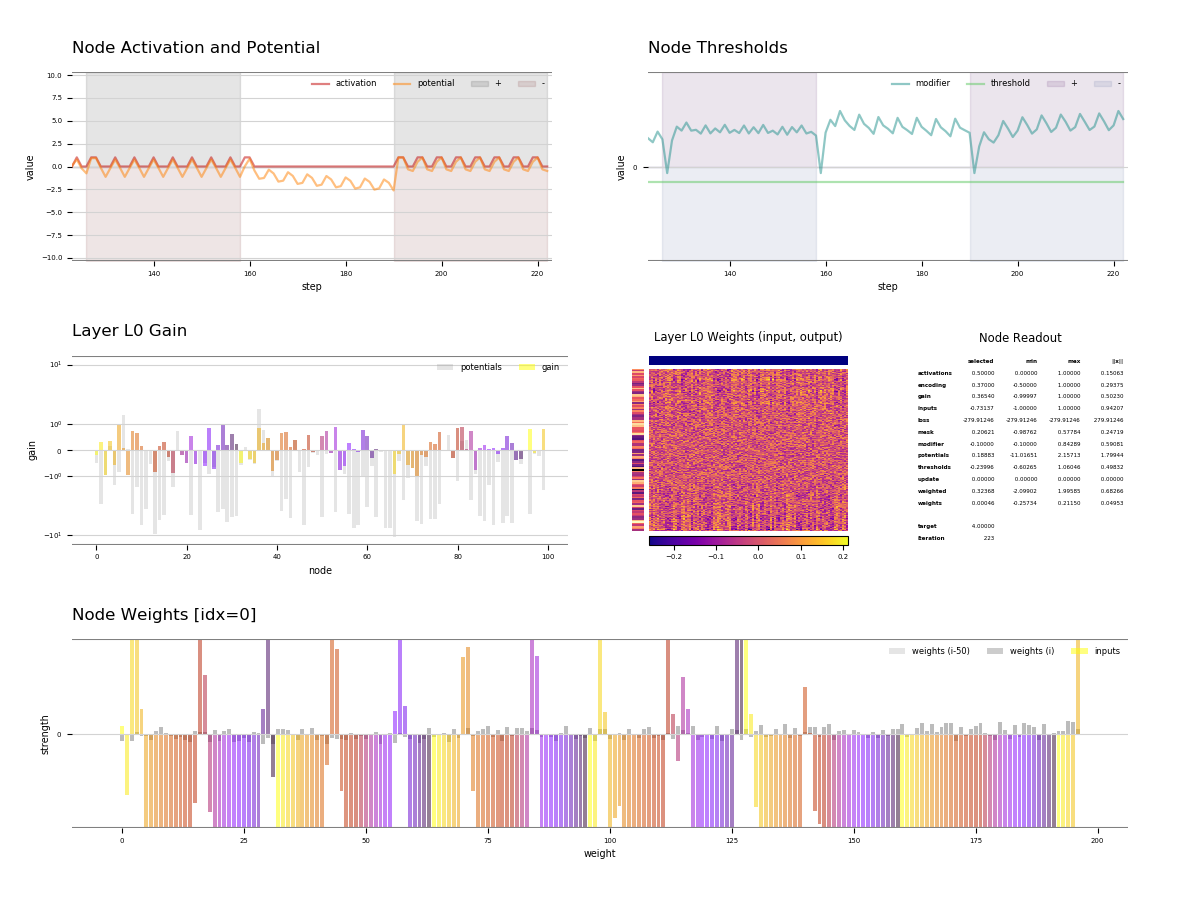 Node Activation and Potential
activation potential + -
10.0
7.5
5.0
2.5
0.0
−2.5
−5.0
−7.5
−10.0
value
140 160 180 200 220
step
Node Thresholds
modifier threshold + -
0
value
140 160 180 200 220
step
Layer L0 Gain
potentials gain
10¹
10⁰
0
−10⁰
−10¹
gain
0 20 40 60 80 100
node
Layer L0 Weights (input, output)
−0.2 −0.1 0.0 0.1 0.2
Node Readout
selected min max ||x||
activations 0.50000 0.00000 1.00000 0.15063
encoding 0.37000 -0.50000 1.00000 0.29375
gain 0.36540 -0.99997 1.00000 0.50230
inputs -0.73137 -1.00000 1.00000 0.94207
loss -279.91246 -279.91246 -279.91246 279.91246
mask 0.20621 -0.98762 0.57784 0.24719
modifier -0.10000 -0.10000 0.84289 0.59081
potentials 0.18883 -11.01651 2.15713 1.79944
thresholds -0.23996 -0.60265 1.06046 0.49832
update 0.00000 0.00000 0.00000 0.00000
weighted 0.32368 -2.09902 1.99585 0.68266
weights 0.00046 -0.25734 0.21150 0.04953
target 4.00000
iteration 223
Node Weights [idx=0]
weights (i-50) weights (i) inputs
0
strength
0 25 50 75 100 125 150 175 200
weight